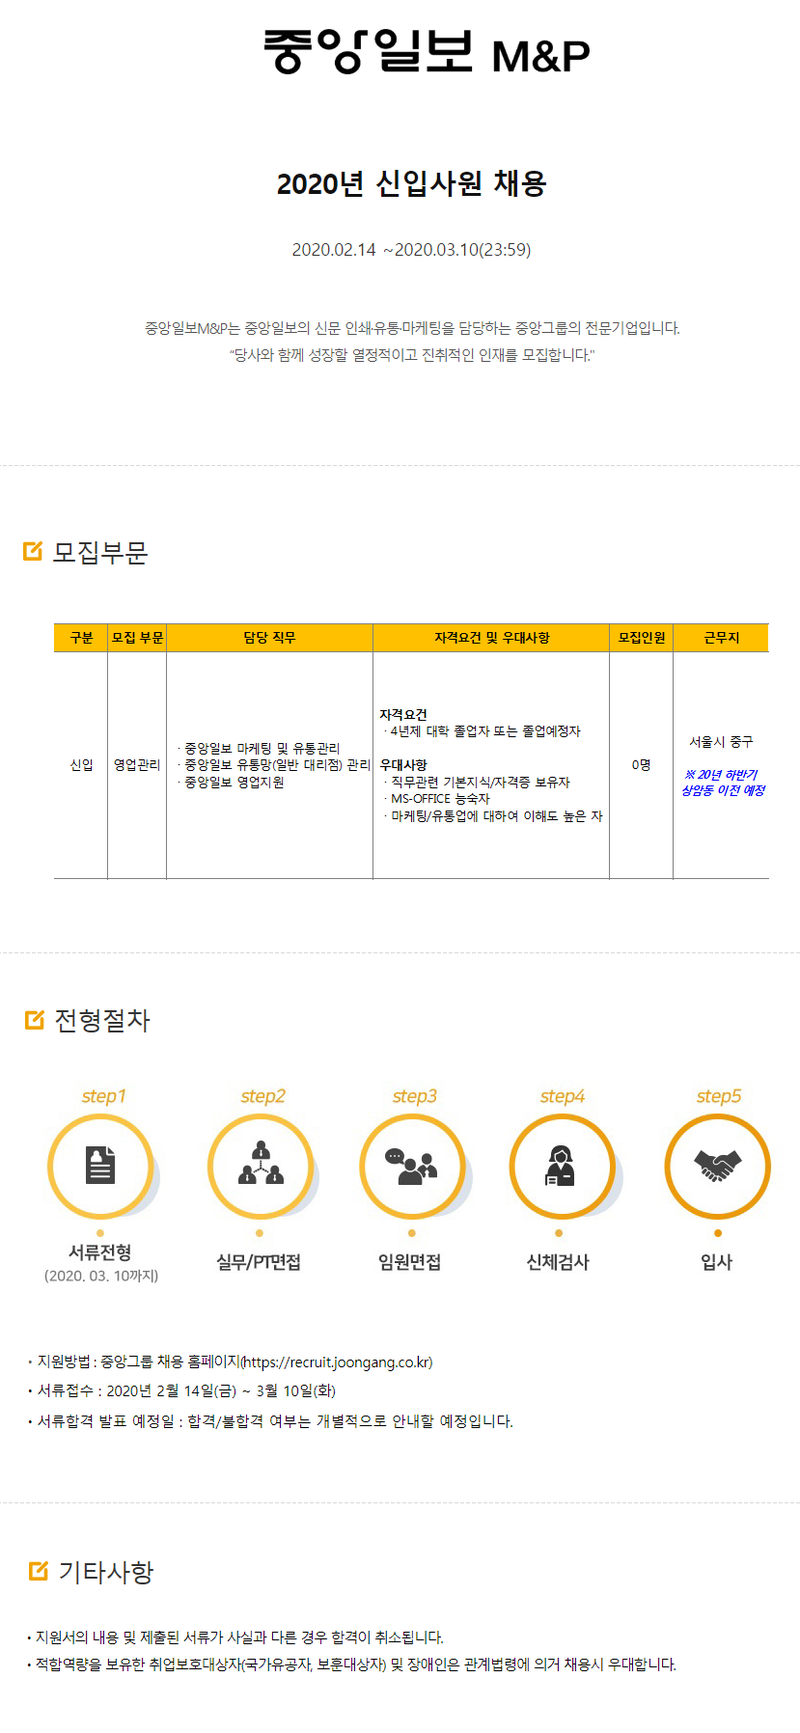 중앙일보 M&P
2020년 신입사원 채용
2020.02.14 ~2020.03.10(23:59)
중앙일보M&P는 중앙일보의 신문 인쇄·유통·마케팅을 담당하는 중앙그룹의 전문기업입니다.
“당사와 함께 성장할 열정적이고 진취적인 인재를 모집합니다.”
모집부문
구분 모집 부문 담당 직무 자격요건 및 우대사항 모집인원 근무지
신입
영업관리
· 중앙일보 마케팅 및 유통관리
· 중앙일보 유통망(일반 대리점) 관리
· 중앙일보 영업지원
자격요건
· 4년제 대학 졸업자 또는 졸업예정자
우대사항
· 직무관련 기본지식/자격증 보유자
· MS-OFFICE 능숙자
· 마케팅/유통업에 대하여 이해도 높은 자
0명
서울시 중구
※ 20년 하반기
상암동 이전 예정
전형절차
step1 step2 step3 step4 step5
서류전형
(2020. 03. 10까지)
실무/PT면접
임원면접
신체검사
입사
• 지원방법 : 중앙그룹 채용 홈페이지(https://recruit.joongang.co.kr)
• 서류접수 : 2020년 2월 14일(금) ~ 3월 10일(화)
• 서류합격 발표 예정일 : 합격/불합격 여부는 개별적으로 안내할 예정입니다.
기타사항
• 지원서의 내용 및 제출된 서류가 사실과 다른 경우 합격이 취소됩니다.
• 적합역량을 보유한 취업보호대상자(국가유공자, 보훈대상자) 및 장애인은 관계법령에 의거 채용시 우대합니다.